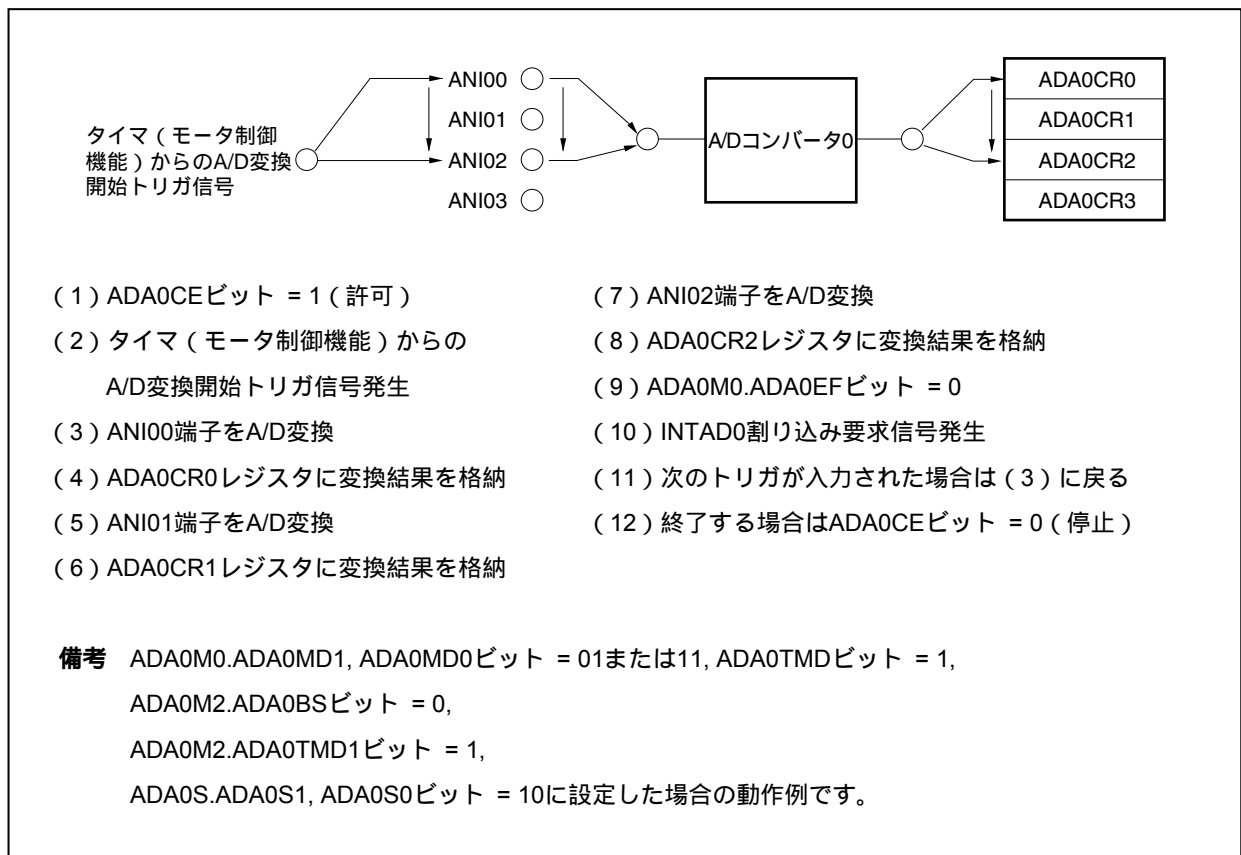 タイマ(モータ制御
機能)からのA/D変換
開始トリガ信号
ANI00
ANI01
ANI02
ANI03
A/Dコンバータ0
ADA0CR0
ADA0CR1
ADA0CR2
ADA0CR3
(1)ADA0CEビット = 1(許可)
(2)タイマ(モータ制御機能)からの
A/D変換開始トリガ信号発生
(3)ANI00端子をA/D変換
(4)ADA0CR0レジスタに変換結果を格納
(5)ANI01端子をA/D変換
(6)ADA0CR1レジスタに変換結果を格納
(7)ANI02端子をA/D変換
(8)ADA0CR2レジスタに変換結果を格納
(9)ADA0M0.ADA0EFビット = 0
(10)INTAD0割り込み要求信号発生
(11)次のトリガが入力された場合は(3)に戻る
(12)終了する場合はADA0CEビット = 0(停止)
備考 ADA0M0.ADA0MD1, ADA0MD0ビット = 01または11, ADA0TMDビット = 1,
ADA0M2.ADA0BSビット = 0,
ADA0M2.ADA0TMD1ビット = 1,
ADA0S.ADA0S1, ADA0S0ビット = 10に設定した場合の動作例です。